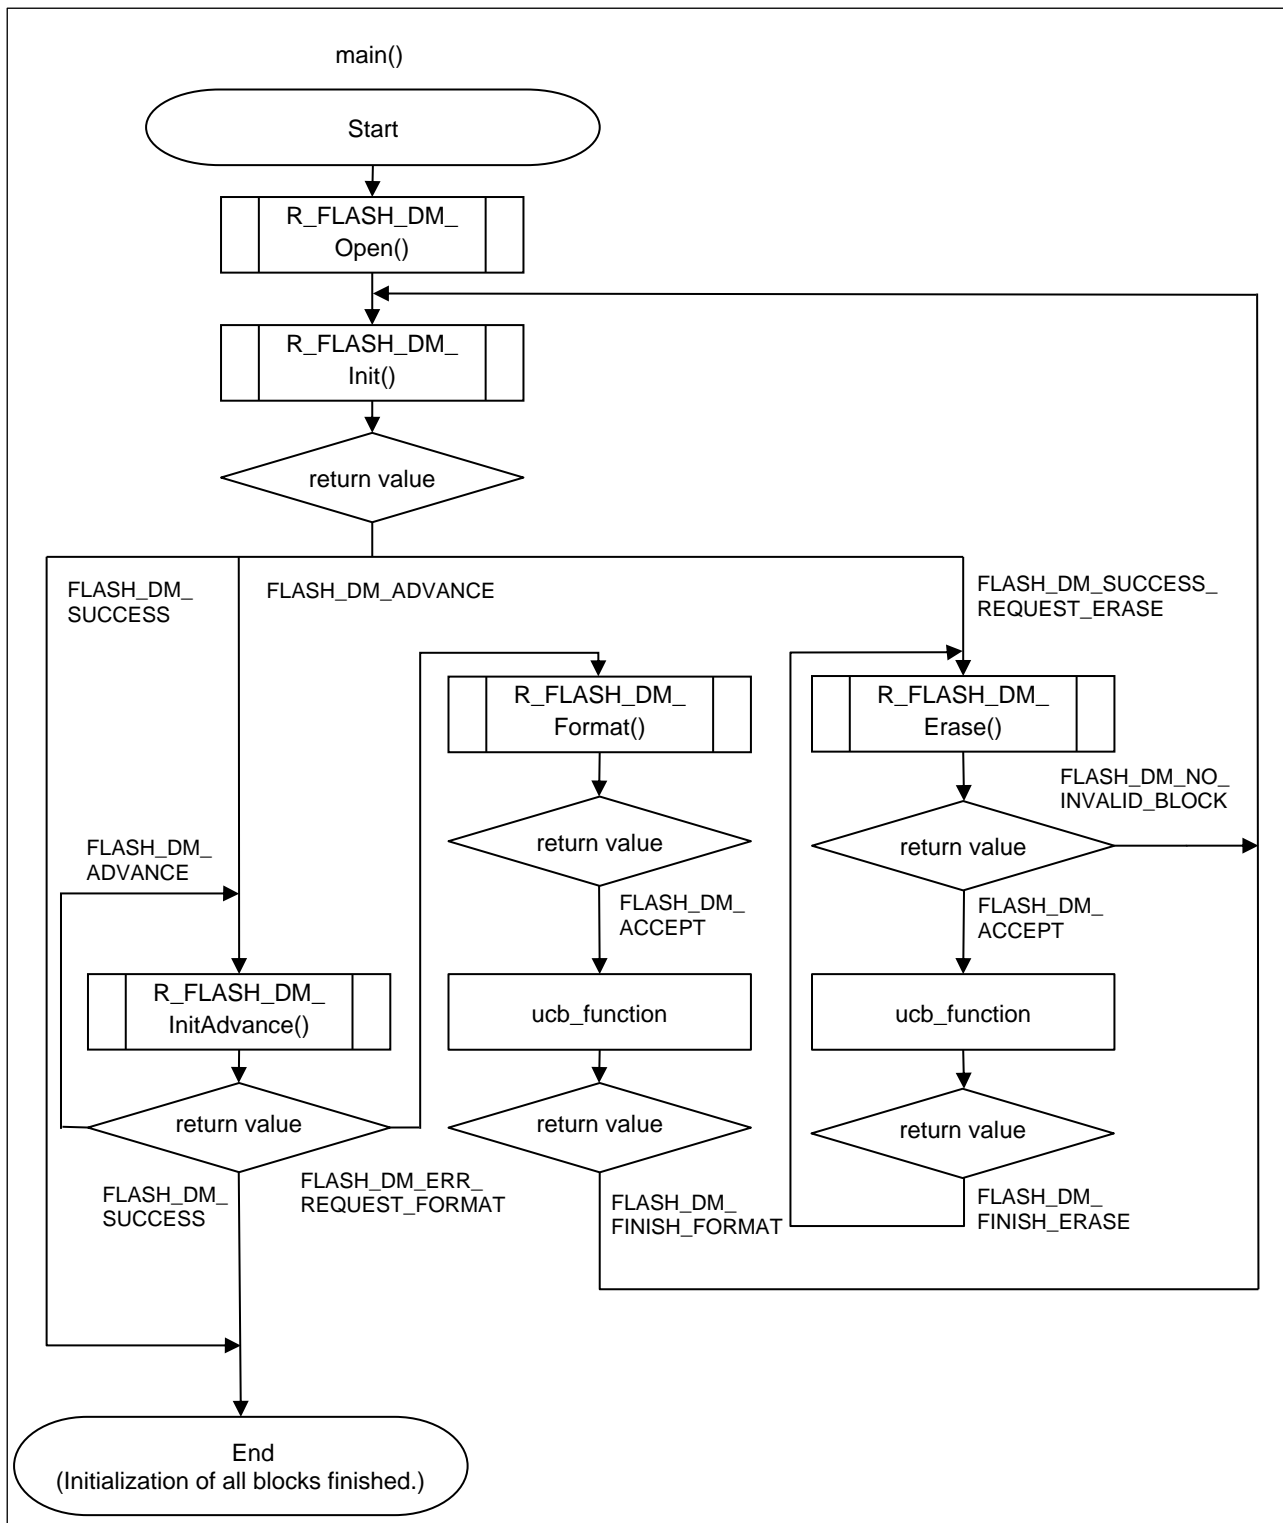 main()
Start
R_FLASH_DM_
Open()
R_FLASH_DM_
Init()
return value
FLASH_DM_
SUCCESS
FLASH_DM_ADVANCE
FLASH_DM_SUCCESS_
REQUEST_ERASE
R_FLASH_DM_
Format()
R_FLASH_DM_
Erase()
FLASH_DM_NO_
INVALID_BLOCK
return value
return value
FLASH_DM_
ADVANCE
FLASH_DM_
ACCEPT
FLASH_DM_
ACCEPT
R_FLASH_DM_
InitAdvance()
ucb_function
ucb_function
return value
return value
return value
FLASH_DM_
SUCCESS
FLASH_DM_ERR_
REQUEST_FORMAT
FLASH_DM_
FINISH_FORMAT
FLASH_DM_
FINISH_ERASE
End
(Initialization of all blocks finished.)